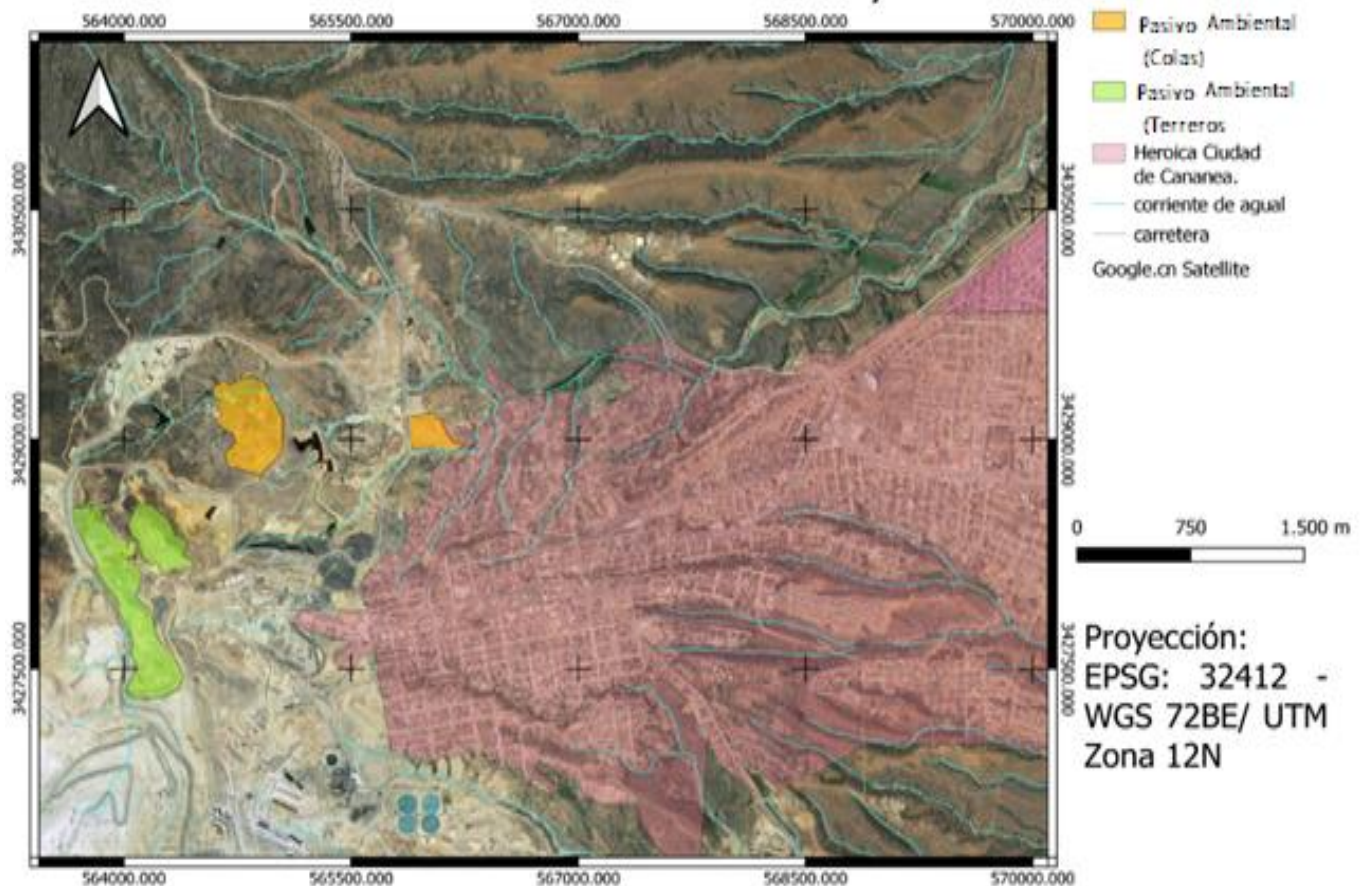 564000.000 565500.000 567000.000 568500.000 570000.000
3430500.000
3429000.000
3427500.000
3430500.000
3429000.000
3427500.000
564000.000 565500.000 567000.000 568500.000 570000.000
Pasivo Ambiental
(Colas)
Pasivo Ambiental
(Terreros
Heroica Ciudad
de Cananea.
corriente de agual
carretera
Google.cn Satellite
0 750 1.500 m
Proyección:
EPSG: 32412 -
WGS 72BE/ UTM
Zona 12N